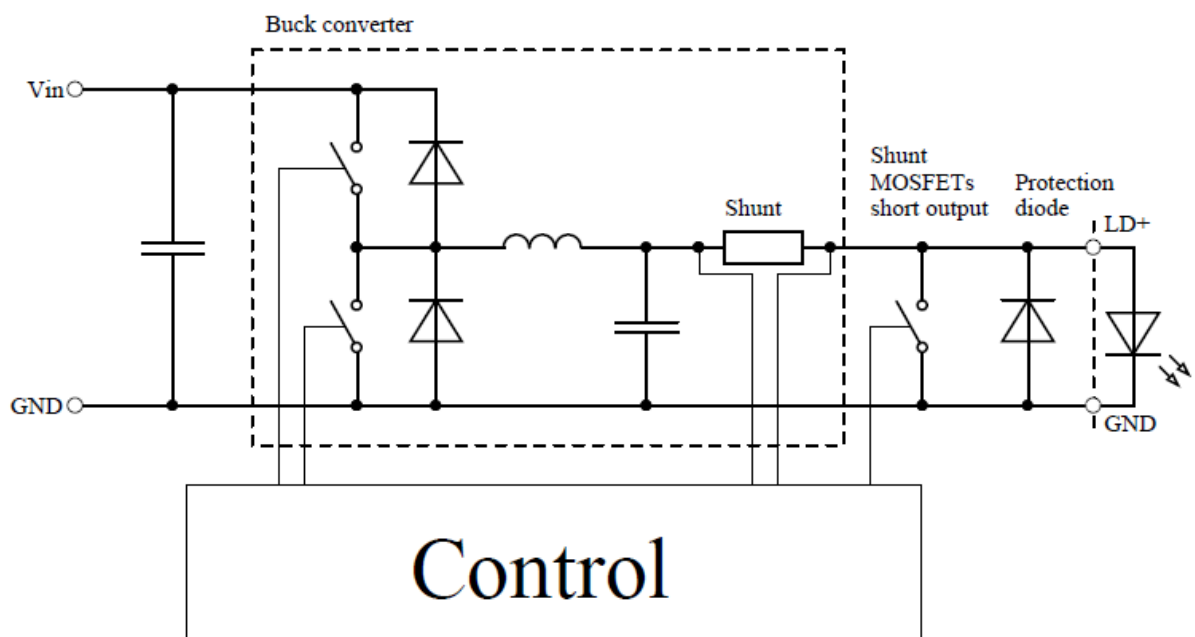 Buck converter
Vin
Shunt
MOSFETs
short output
Protection
diode
Shunt
LD+
GND
GND
Control